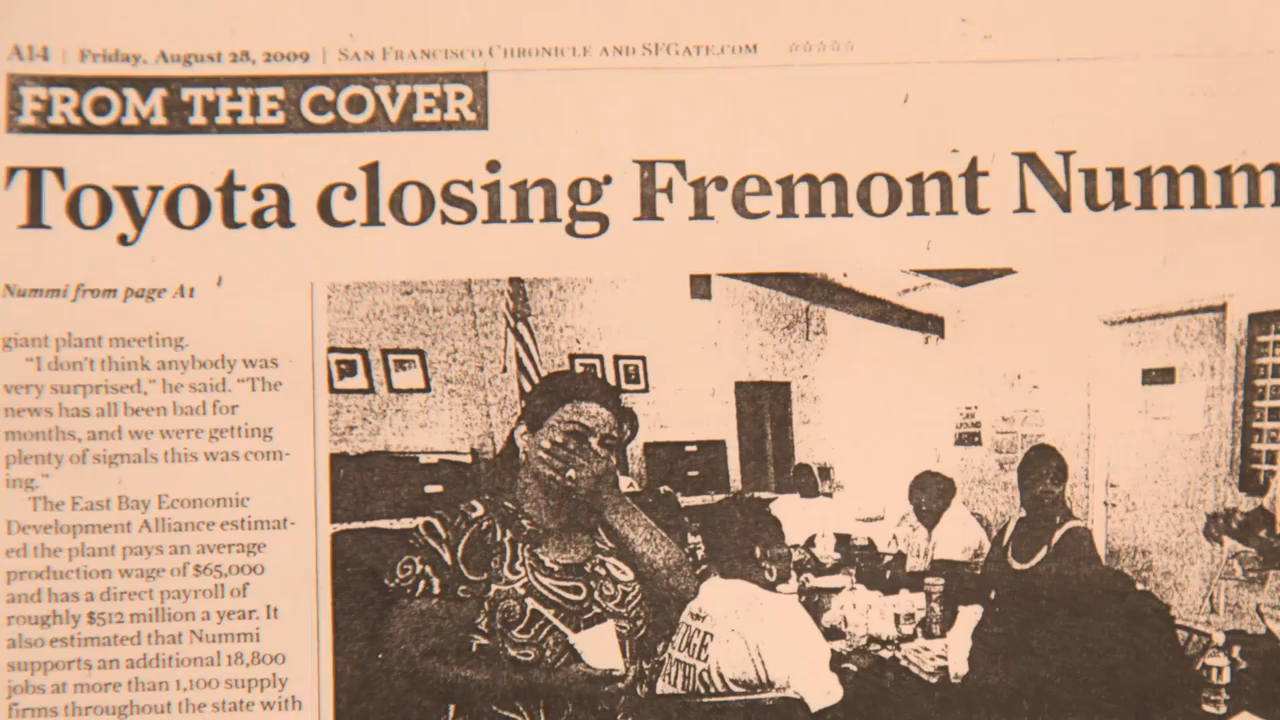 A14 | Friday, August 28, 2009 | SAN FRANCISCO CHRONICLE AND SFGATE.COM ☆☆☆☆☆
FROM THE COVER
Toyota closing Fremont Numm
Nummi from page A1
giant plant meeting.
“I don’t think anybody was
very surprised,” he said. “The
news has all been bad for
months, and we were getting
plenty of signals this was com-
ing.”
The East Bay Economic
Development Alliance estimat-
ed the plant pays an average
production wage of $65,000
and has a direct payroll of
roughly $512 million a year. It
also estimated that Nummi
supports an additional 18,800
jobs at more than 1,100 supply
firms throughout the state with